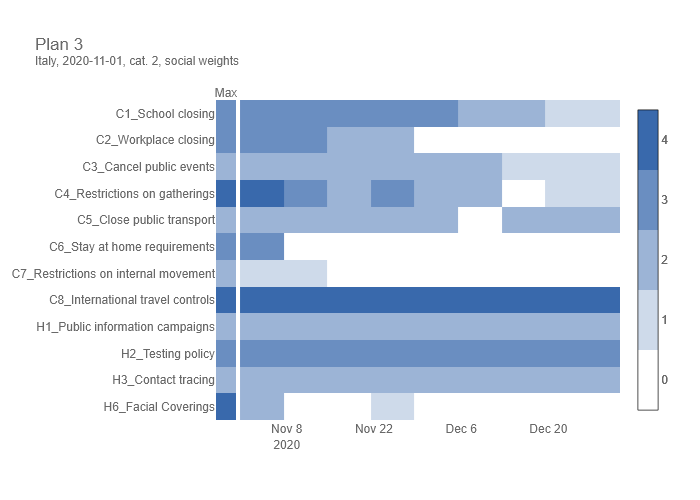 Plan 3
Italy, 2020-11-01, cat. 2, social weights
Max
C1_School closing
C2_Workplace closing
C3_Cancel public events
C4_Restrictions on gatherings
C5_Close public transport
C6_Stay at home requirements
C7_Restrictions on internal movement
C8_International travel controls
H1_Public information campaigns
H2_Testing policy
H3_Contact tracing
H6_Facial Coverings
Nov 8 Nov 22 Dec 6 Dec 20
2020
4
3
2
1
0